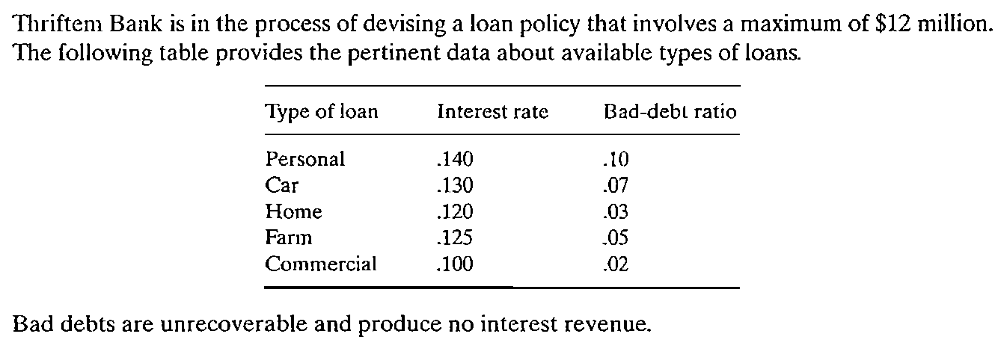 Thriftem Bank is in the process of devising a loan policy that involves a maximum of $12 million.
The following table provides the pertinent data about available types of loans.
Type of loan Interest rate Bad-debt ratio
Personal .140 .10
Car .130 .07
Home .120 .03
Farm .125 .05
Commercial .100 .02
Bad debts are unrecoverable and produce no interest revenue.